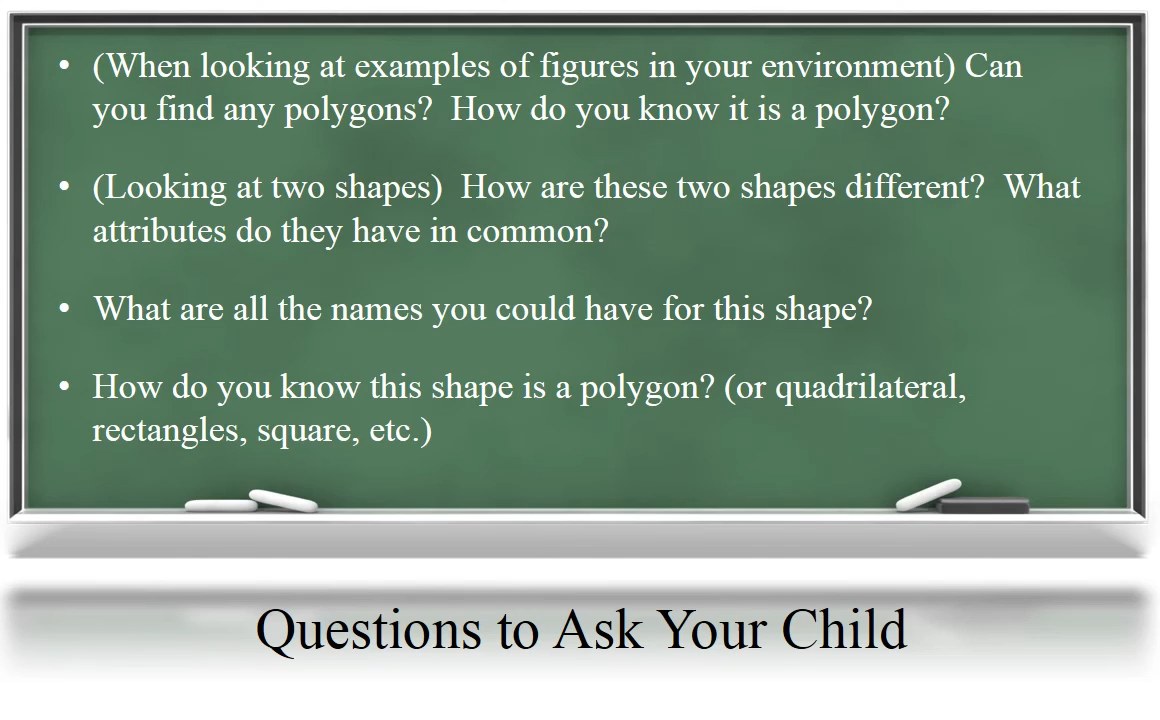 • (When looking at examples of figures in your environment) Can
you find any polygons?  How do you know it is a polygon?
• (Looking at two shapes)  How are these two shapes different?  What
attributes do they have in common?
• What are all the names you could have for this shape?
• How do you know this shape is a polygon? (or quadrilateral,
rectangles, square, etc.)
Questions to Ask Your Child